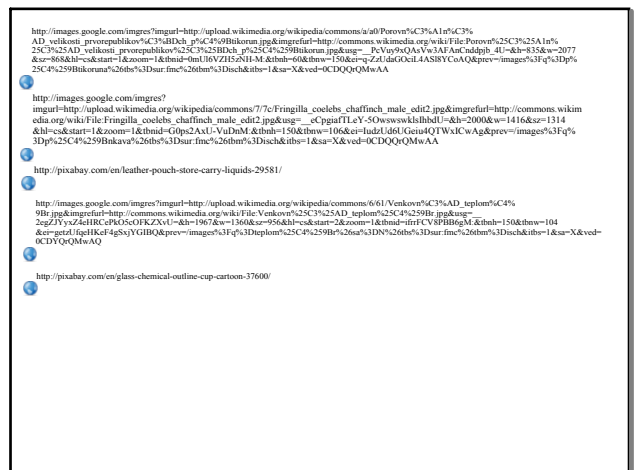 http://images.google.com/imgres?imgurl=http://upload.wikimedia.org/wikipedia/commons/a/a0/Porovn%C3%A1n%C3%
AD_velikosti_prvorepublikov%C3%BDch_p%C4%9Btikorun.jpg&imgrefurl=http://commons.wikimedia.org/wiki/File:Porovn%25C3%25A1n%
25C3%25AD_velikosti_prvorepublikov%25C3%25BDch_p%25C4%259Btikorun.jpg&usg=__PcVuy9xQAsVw3AFAnCnddpjb_4U=&h=835&w=2077
&sz=868&hl=cs&start=1&zoom=1&tbnid=0mUl6VZH5zNH-M:&tbnh=60&tbnw=150&ei=q-ZzUdaGOciL4ASl8YCoAQ&prev=/images%3Fq%3Dp%
25C4%259Btikoruna%26tbs%3Dsur:fmc%26tbm%3Disch&itbs=1&sa=X&ved=0CDQQrQMwAA
http://images.google.com/imgres?
imgurl=http://upload.wikimedia.org/wikipedia/commons/7/7c/Fringilla_coelebs_chaffinch_male_edit2.jpg&imgrefurl=http://commons.wikim
edia.org/wiki/File:Fringilla_coelebs_chaffinch_male_edit2.jpg&usg=__eCpgiafTLeY-5OwswswklsIhbdU=&h=2000&w=1416&sz=1314
&hl=cs&start=1&zoom=1&tbnid=G0ps2AxU-VuDnM:&tbnh=150&tbnw=106&ei=IudzUd6UGeiu4QTWxICwAg&prev=/images%3Fq%
3Dp%25C4%259Bnkava%26tbs%3Dsur:fmc%26tbm%3Disch&itbs=1&sa=X&ved=0CDQQrQMwAA
http://pixabay.com/en/leather-pouch-store-carry-liquids-29581/
http://images.google.com/imgres?imgurl=http://upload.wikimedia.org/wikipedia/commons/6/61/Venkovn%C3%AD_teplom%C4%
9Br.jpg&imgrefurl=http://commons.wikimedia.org/wiki/File:Venkovn%25C3%25AD_teplom%25C4%259Br.jpg&usg=__
2egZJYyxZ4eHRCePkO5cOFKZXvU=&h=1967&w=1360&sz=956&hl=cs&start=2&zoom=1&tbnid=ifrrFCV8PBB6gM:&tbnh=150&tbnw=104
&ei=getzUfqeHKeF4gSxjYGIBQ&prev=/images%3Fq%3Dteplom%25C4%259Br%26sa%3DN%26tbs%3Dsur:fmc%26tbm%3Disch&itbs=1&sa=X&ved=
0CDYQrQMwAQ
http://pixabay.com/en/glass-chemical-outline-cup-cartoon-37600/